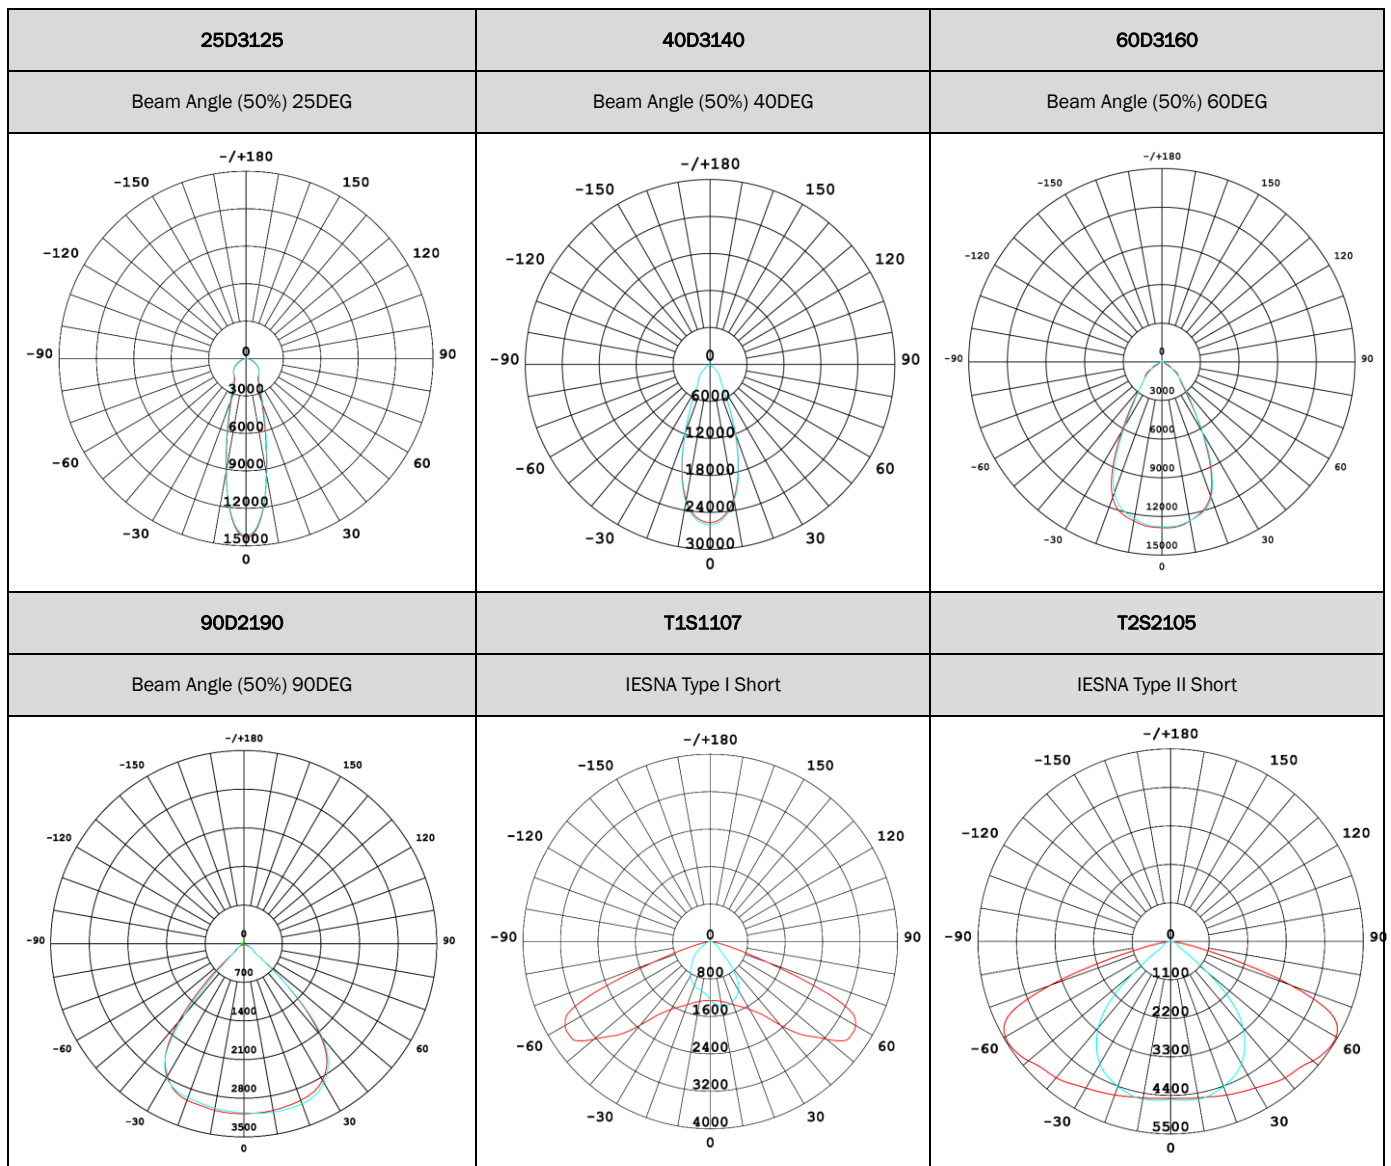 25D3125
40D3140
60D3160
Beam Angle (50%) 25DEG
Beam Angle (50%) 40DEG
Beam Angle (50%) 60DEG
-/+180
-150 150
-120 120
-90 0 90
3000
6000
-60 9000 60
12000
-30 15000 30
0
-/+180
-150 150
-120 120
-90 0 90
6000
12000
-60 18000 60
24000
-30 30000 30
0
-/+180
-150 150
-120 120
-90 0 90
3000
6000
-60 9000 60
12000
-30 15000 30
0
90D2190
T1S1107
T2S2105
Beam Angle (50%) 90DEG
IESNA Type I Short
IESNA Type II Short
-/+180
-150 150
-120 120
-90 0 90
700
1400
-60 2100 60
2800
-30 3500 30
0
-/+180
-150 150
-120 120
-90 0 90
800
1600
-60 2400 60
3200
-30 4000 30
0
-/+180
-150 150
-120 120
-90 0 90
1100
2200
-60 3300 60
4400
-30 5500 30
0